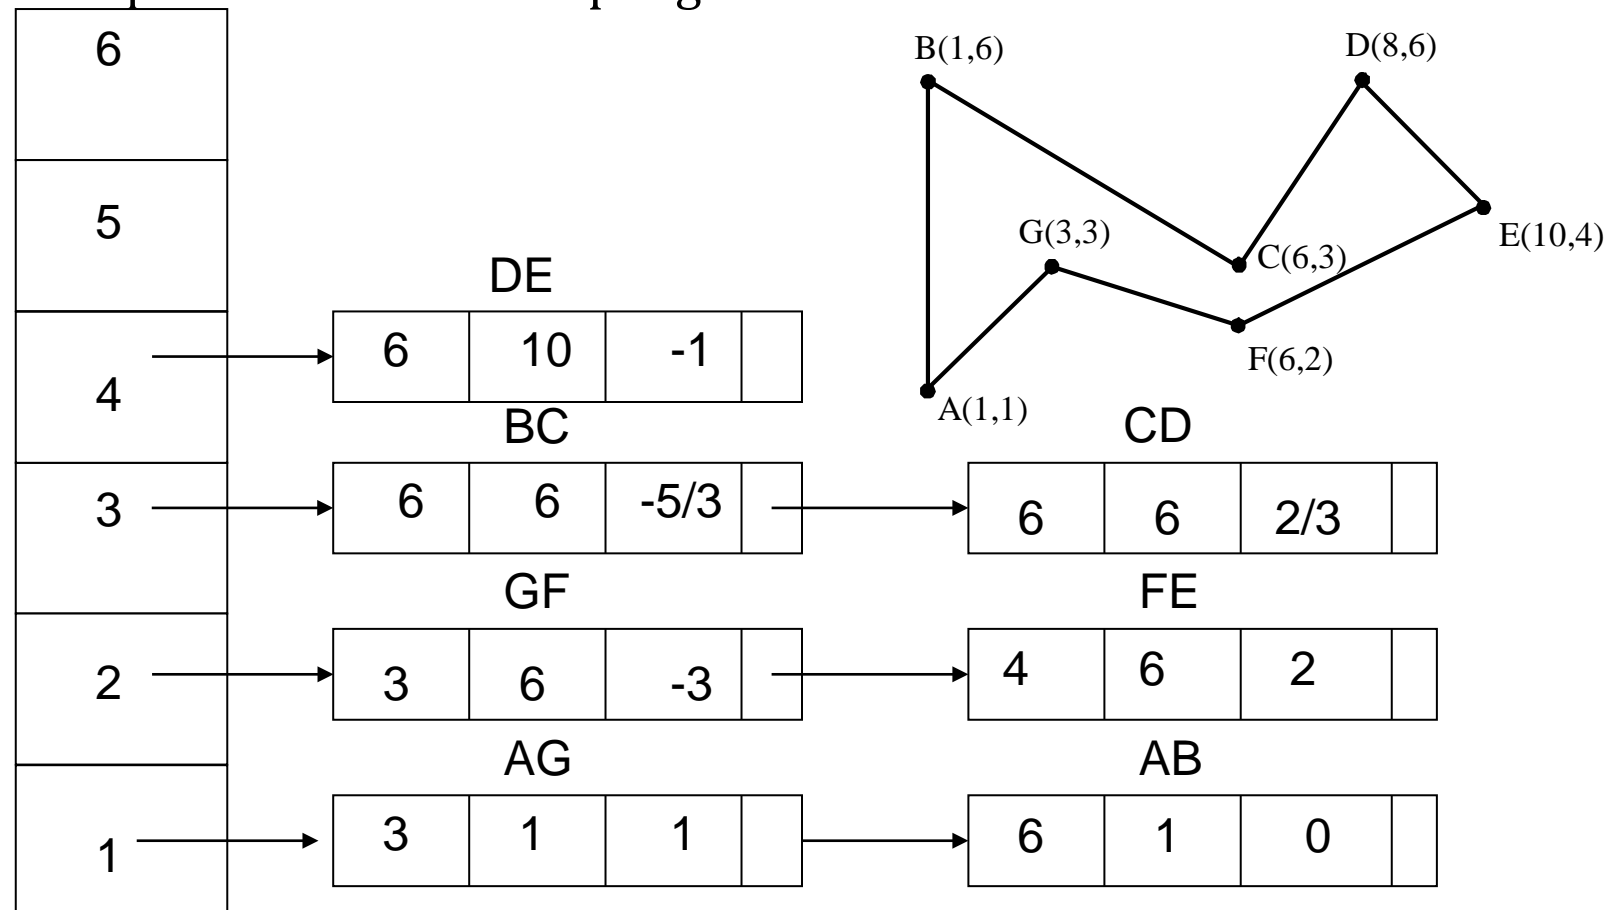 6
B(1,6)
D(8,6)
5
G(3,3)
C(6,3)
E(10,4)
DE
4
6 10 -1
F(6,2)
A(1,1)
BC
CD
3
6 6 -5/3
6 6 2/3
GF
FE
2
3 6 -3
4 6 2
AG
AB
1
3 1 1
6 1 0